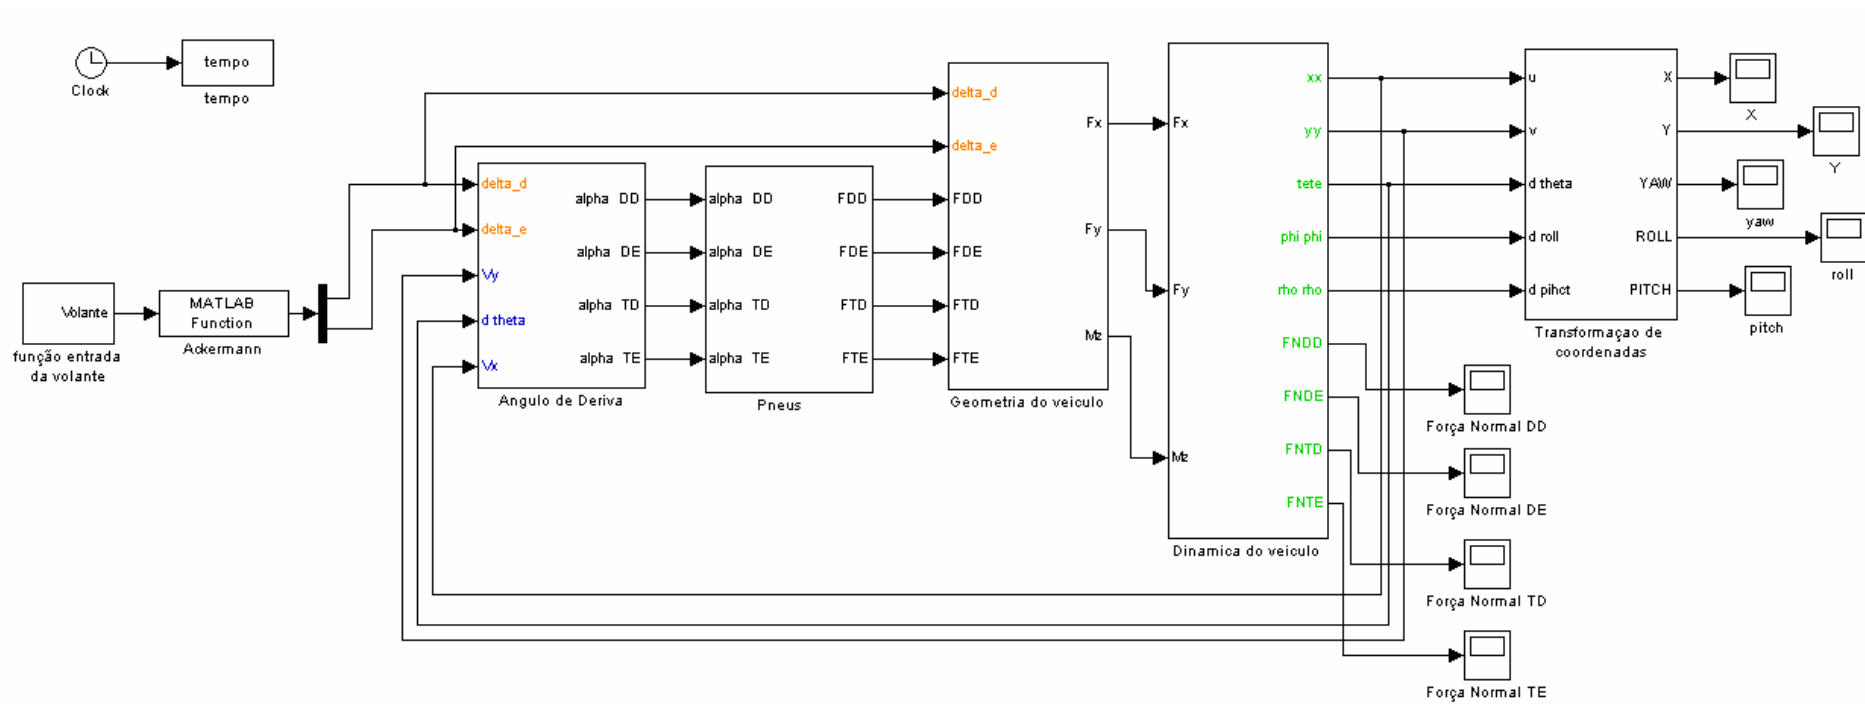 tempo
Clock
tempo
Volante
função entrada
da volante
MATLAB
Function
Ackermann
delta_d
delta_e
Vy
d theta
Vx
alpha DD
alpha DE
alpha TD
alpha TE
Angulo de Deriva
alpha DD
alpha DE
alpha TD
alpha TE
FDD
FDE
FTD
FTE
Pneus
delta_d
delta_e
FDD
FDE
FTD
FTE
Fx
Fy
Mz
Geometria do veiculo
Fx
Fy
Mz
xx
yy
tete
phi phi
rho rho
FNDD
FNDE
FNTD
FNTE
Dinamica do veiculo
u
v
d theta
d roll
d pihct
X
Y
YAW
ROLL
PITCH
Transformaçao de
coordenadas
X
Y
yaw
roll
pitch
Força Normal DD
Força Normal DE
Força Normal TD
Força Normal TE